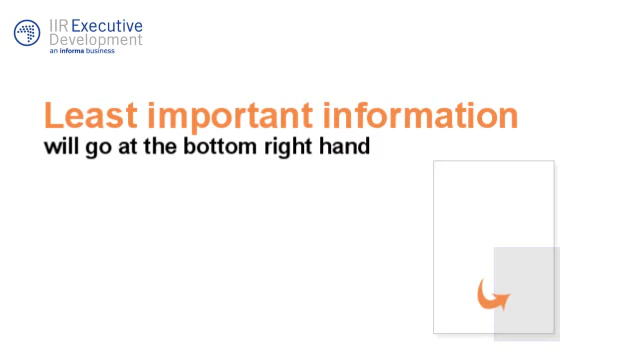 IIR Executive
Development
an informa business
Least important information
will go at the bottom right hand